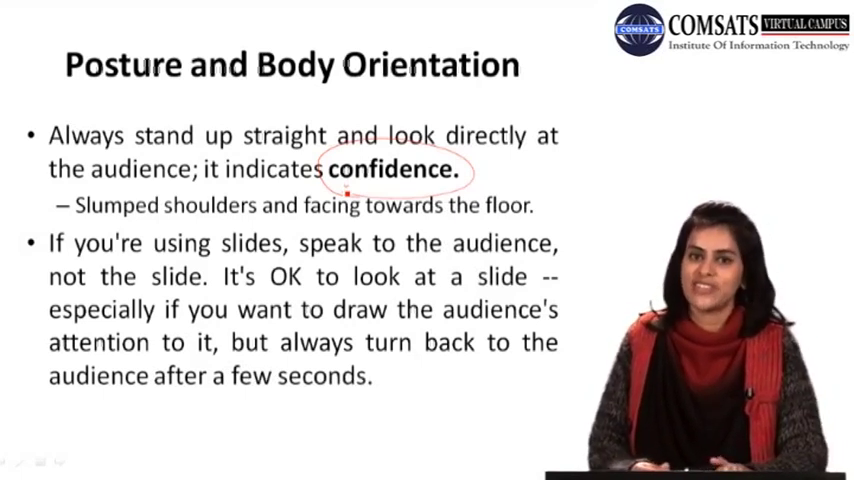 COMSATS VIRTUAL CAMPUS
COMSATS
Institute Of Information Technology
Posture and Body Orientation
• Always stand up straight and look directly at
the audience; it indicates confidence.
– Slumped shoulders and facing towards the floor.
• If you're using slides, speak to the audience,
not the slide. It's OK to look at a slide --
especially if you want to draw the audience's
attention to it, but always turn back to the
audience after a few seconds.